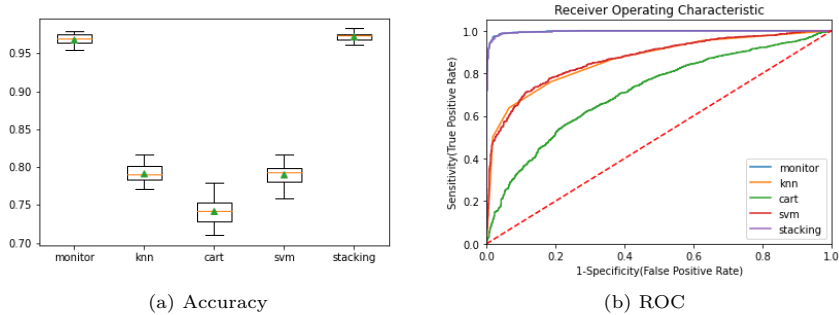 0.95
0.90
0.85
0.80
0.75
0.70
monitor knn cart svm stacking
(a) Accuracy
Receiver Operating Characteristic
Sensitivity(True Positive Rate)
1.0
0.8
0.6
0.4
0.2
0.0
monitor
knn
cart
svm
stacking
0.0 0.2 0.4 0.6 0.8 1.0
1-Specificity(False Positive Rate)
(b) ROC